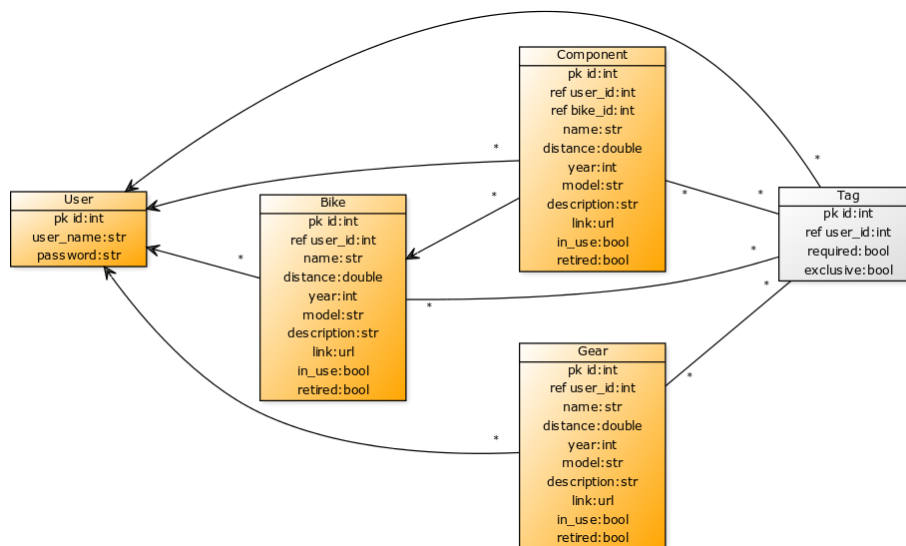 User
pk id:int
user_name:str
password:str
Bike
pk id:int
ref user_id:int
name:str
distance:double
year:int
model:str
description:str
link:url
in_use:bool
retired:bool
Component
pk id:int
ref user_id:int
ref bike_id:int
name:str
distance:double
year:int
model:str
description:str
link:url
in_use:bool
retired:bool
Gear
pk id:int
ref user_id:int
name:str
distance:double
year:int
model:str
description:str
link:url
in_use:bool
retired:bool
Tag
pk id:int
ref user_id:int
required:bool
exclusive:bool
*
*
*
*
*
*
*
*
*
*
*